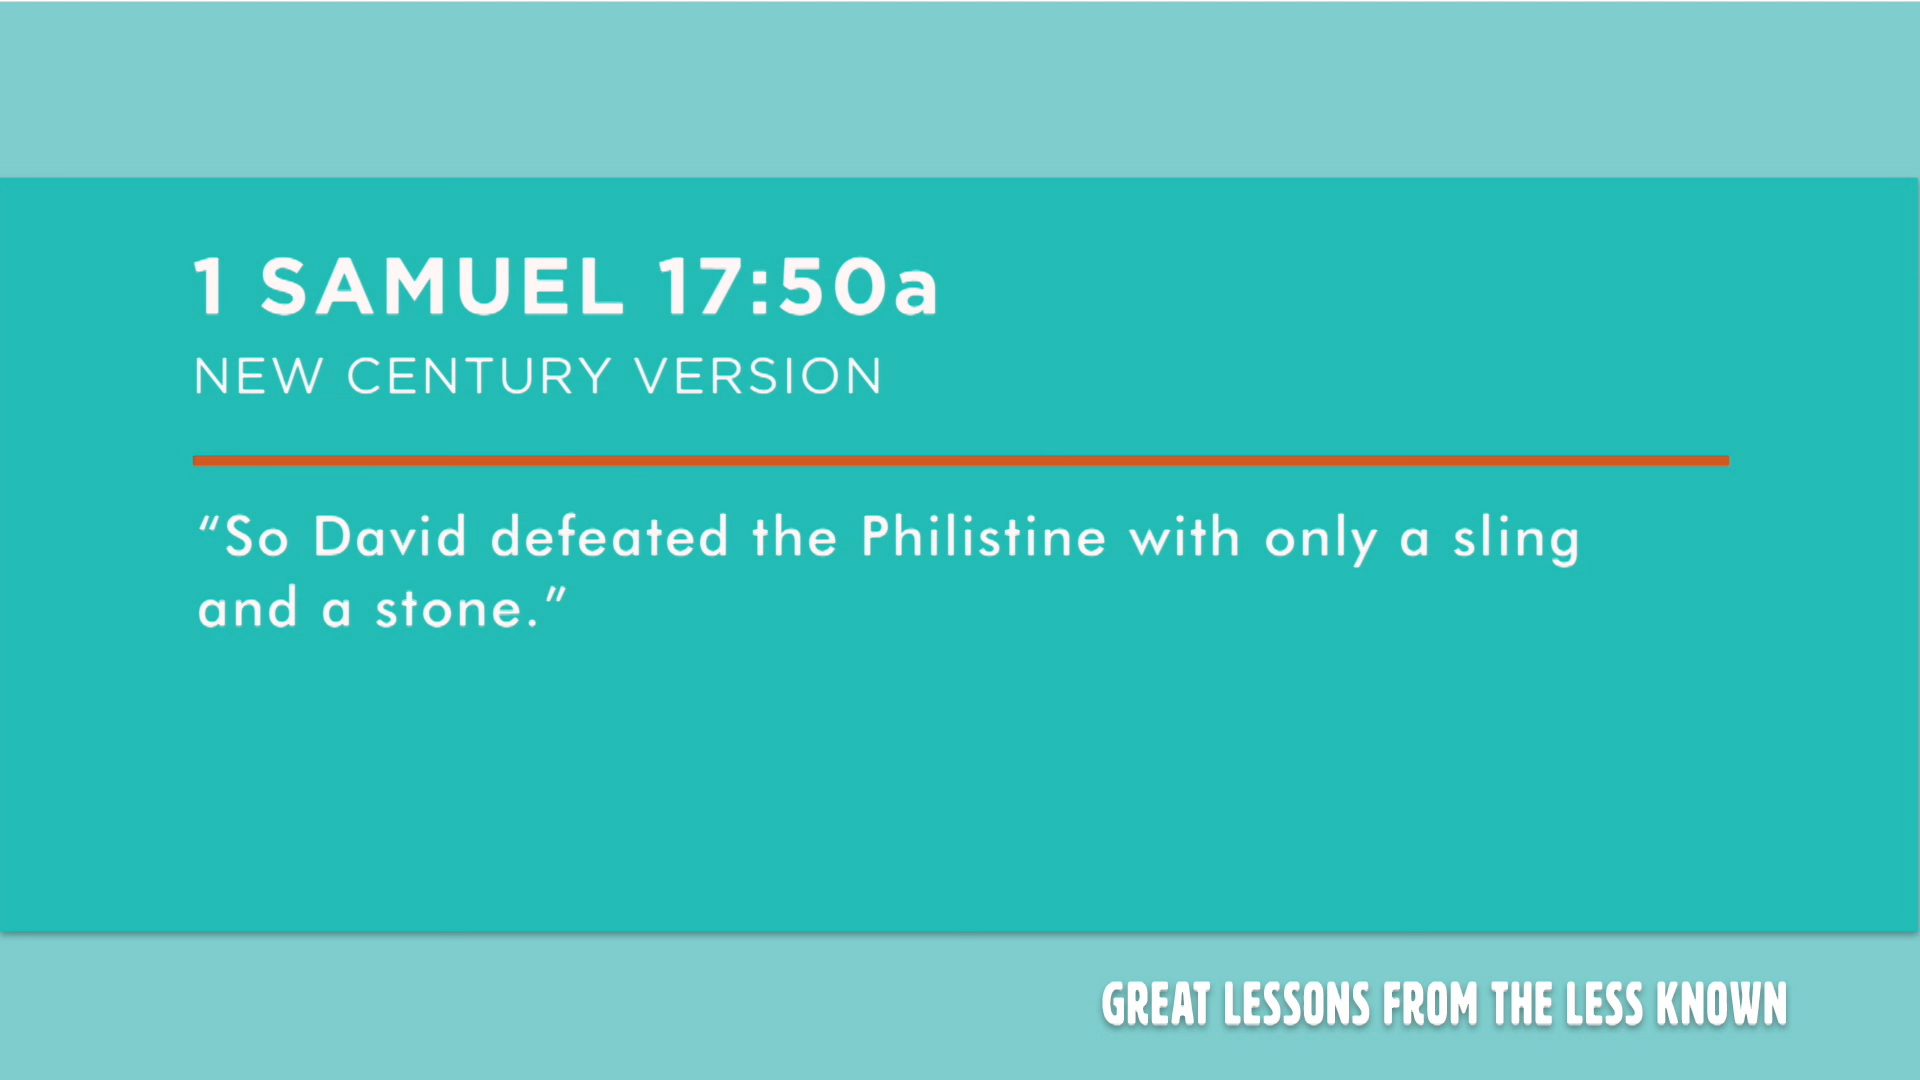 1 SAMUEL 17:50a
NEW CENTURY VERSION
“So David defeated the Philistine with only a sling
and a stone.”
GREAT LESSONS FROM THE LESS KNOWN